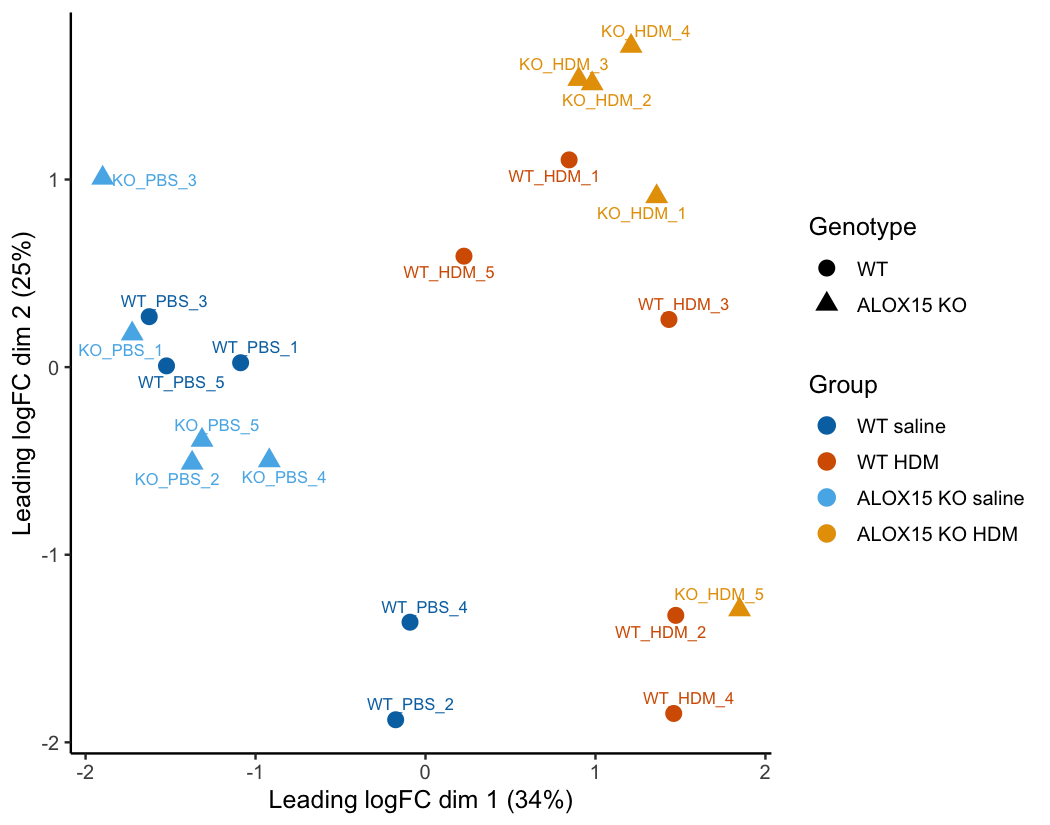 KO_HDM_4
KO_HDM_3
KO_HDM_2
WT_HDM_1
KO_PBS_3
KO_HDM_1
WT_HDM_5
WT_PBS_3
WT_HDM_3
KO_PBS_1
WT_PBS_1
WT_PBS_5
KO_PBS_5
KO_PBS_2
KO_PBS_4
KO_HDM_5
WT_PBS_4
WT_HDM_2
WT_HDM_4
WT_PBS_2
1
0
-1
-2
Leading logFC dim 2 (25%)
-2
-1
0
1
2
Leading logFC dim 1 (34%)
Genotype
WT
ALOX15 KO
Group
WT saline
WT HDM
ALOX15 KO saline
ALOX15 KO HDM